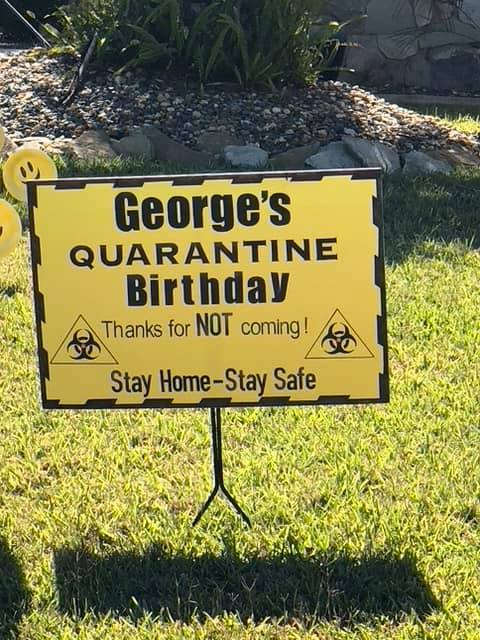 George's
QUARANTINE
Birthday
Thanks for NOT coming!
Stay Home-Stay Safe